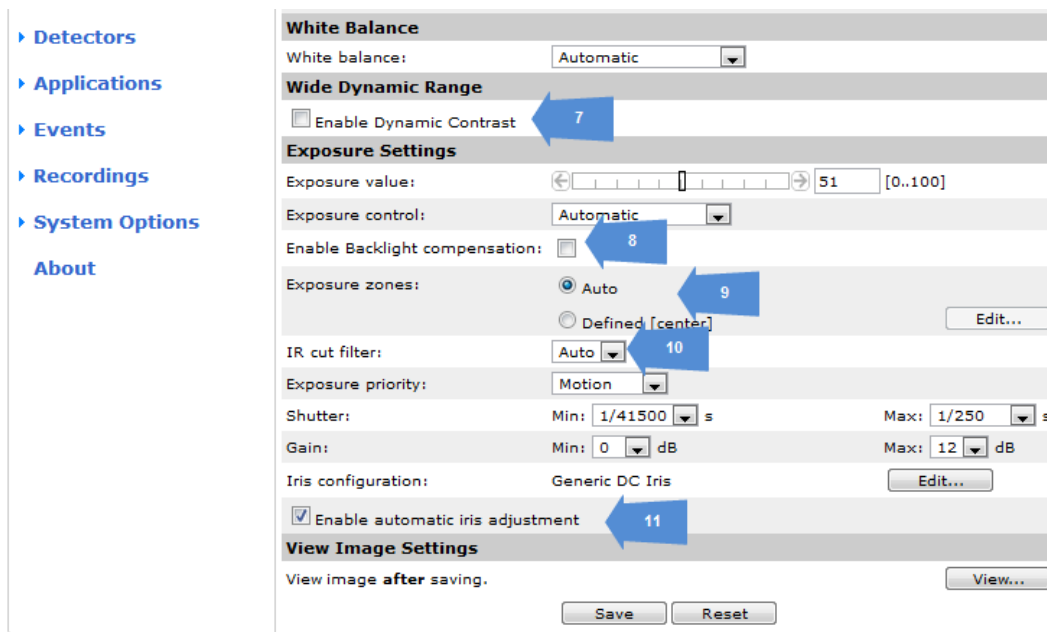 Detectors
Applications
Events
Recordings
System Options
About
White Balance
White balance: Automatic
Wide Dynamic Range
Enable Dynamic Contrast 7
Exposure Settings
Exposure value: 51 [0..100]
Exposure control: Automatic
Enable Backlight compensation: 8
Exposure zones: Auto 9
Defined [center] Edit...
IR cut filter: Auto 10
Exposure priority: Motion
Shutter: Min: 1/41500 s Max: 1/250 s
Gain: Min: 0 dB Max: 12 dB
Iris configuration: Generic DC Iris Edit...
Enable automatic iris adjustment 11
View Image Settings
View image after saving. View...
Save Reset